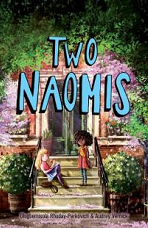 TWO
NAOMIS
Olugbemisola Rhuday-Perkovich & Audrey Vernick